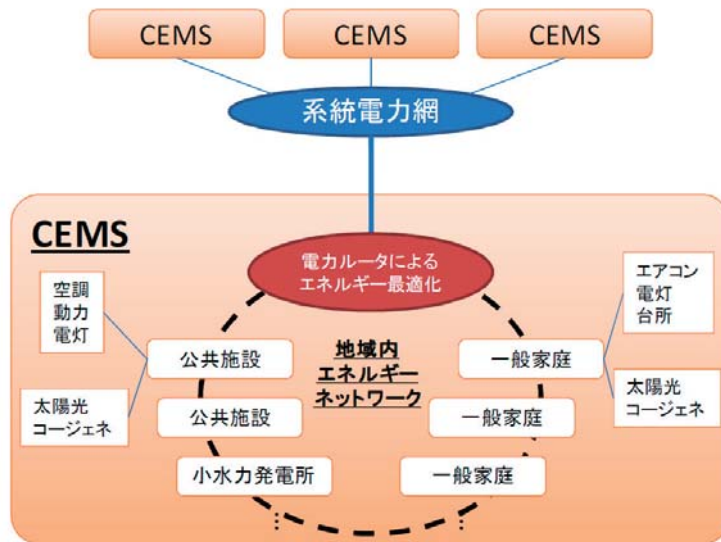 CEMS
CEMS
CEMS
系統電力網
CEMS
電力ルータによる
エネルギー最適化
空調
動力
電灯
エアコン
電灯
台所
公共施設
地域内
エネルギー
ネットワーク
一般家庭
太陽光
コージェネ
太陽光
コージェネ
公共施設
一般家庭
小水力発電所
一般家庭